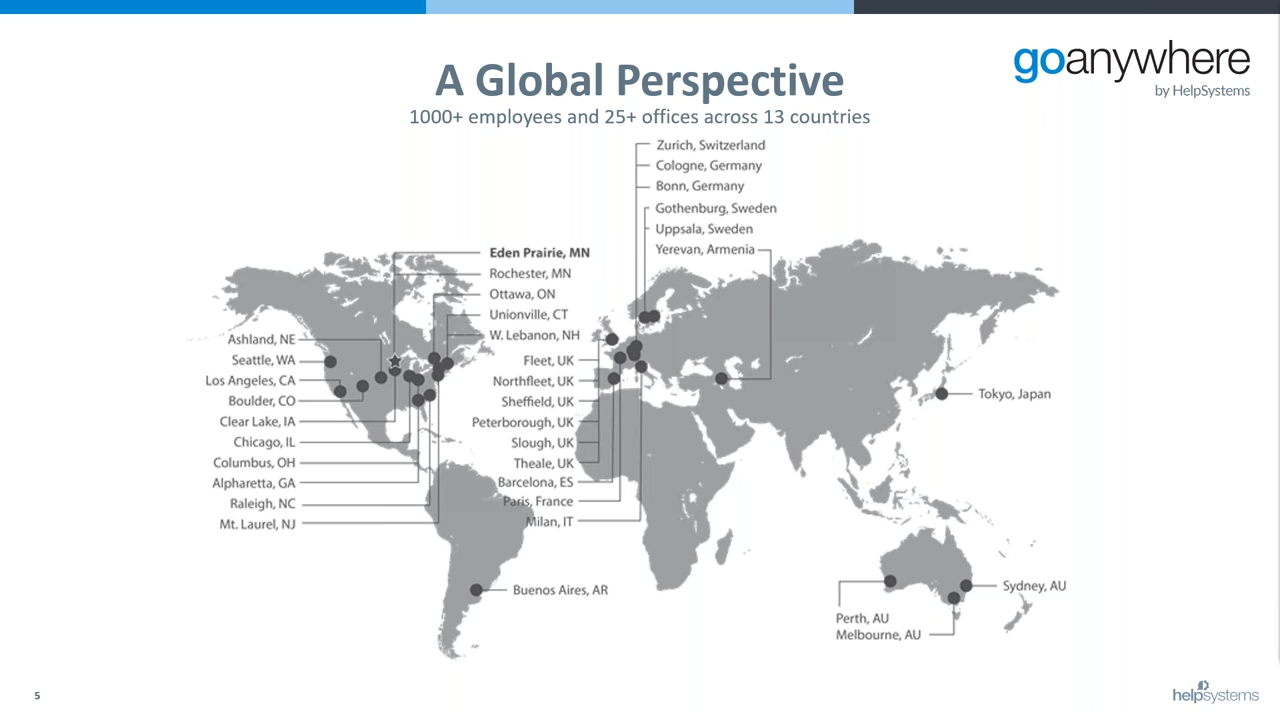 goanywhere
by HelpSystems
A Global Perspective
1000+ employees and 25+ offices across 13 countries
Zurich, Switzerland
Cologne, Germany
Bonn, Germany
Gothenburg, Sweden
Uppsala, Sweden
Yerevan, Armenia
Eden Prairie, MN
Rochester, MN
Ottawa, ON
Unionville, CT
W. Lebanon, NH
Ashland, NE
Seattle, WA
Los Angeles, CA
Boulder, CO
Clear Lake, IA
Chicago, IL
Columbus, OH
Alpharetta, GA
Raleigh, NC
Mt. Laurel, NJ
Fleet, UK
Northfleet, UK
Sheffield, UK
Peterborough, UK
Slough, UK
Theale, UK
Barcelona, ES
Paris, France
Milan, IT
Tokyo, Japan
Buenos Aires, AR
Sydney, AU
Perth, AU
Melbourne, AU
5
helpsystems